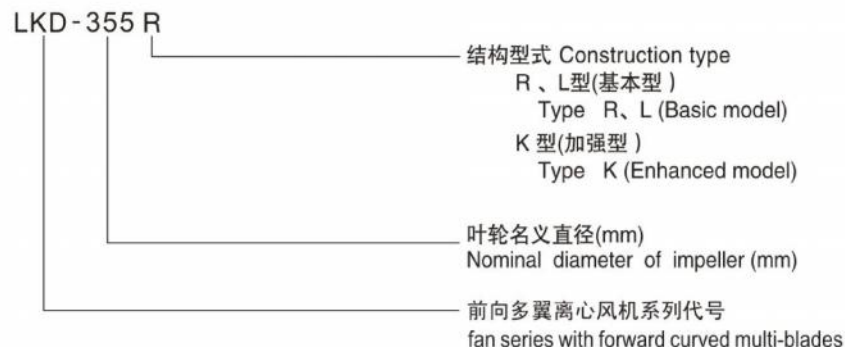 LKD-355 R
结构型式 Construction type
R 、L型(基本型 )
Type R、L (Basic model)
K 型(加强型 )
Type K (Enhanced model)
叶轮名义直径(mm)
Nominal diameter of impeller (mm)
前向多翼离心风机系列代号
fan series with forward curved multi-blades